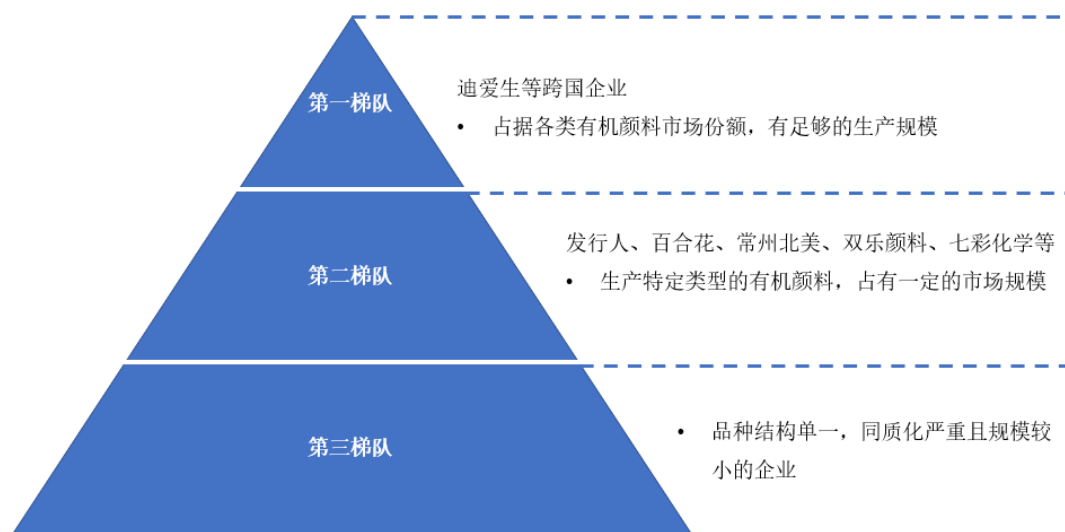 第一梯队
迪爱生等跨国企业
• 占据各类有机颜料市场份额，有足够的生产规模
第二梯队
发行人、百合花、常州北美、双乐颜料、七彩化学等
• 生产特定类型的有机颜料，占有一定的市场规模
第三梯队
• 品种结构单一，同质化严重且规模较
小的企业